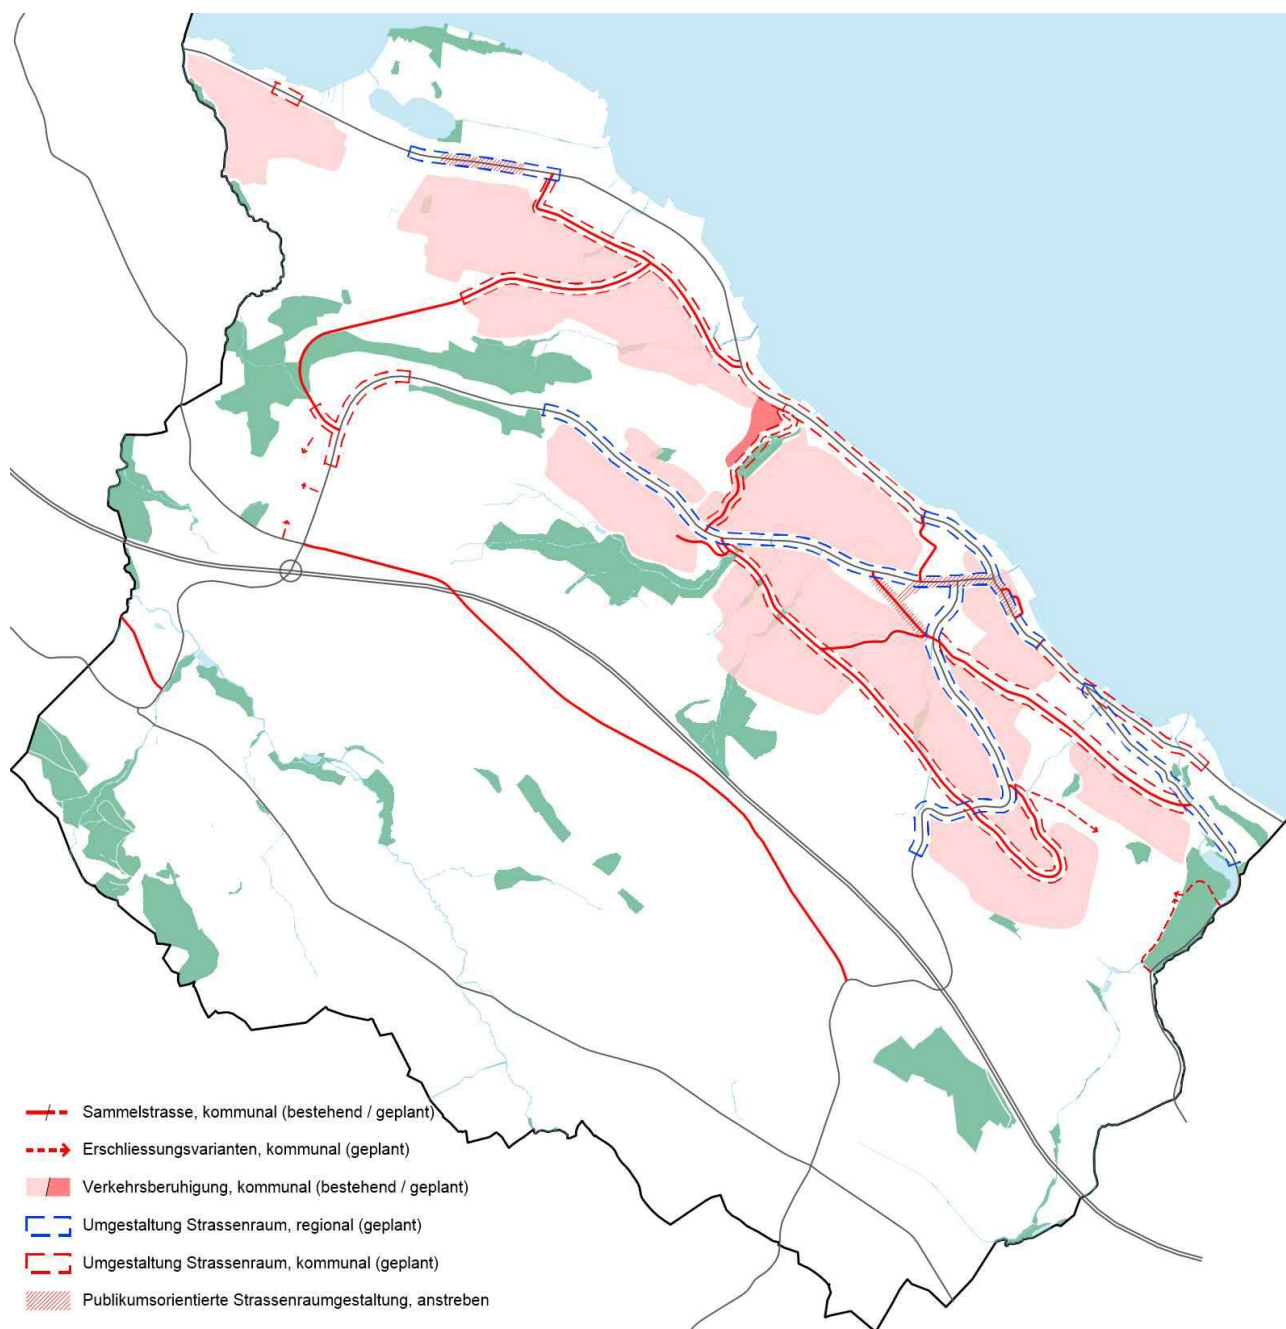 Sammelstrasse, kommunal (bestehend / geplant)
Erschliessungsvarianten, kommunal (geplant)
Verkehrsberuhigung, kommunal (bestehend / geplant)
Umgestaltung Strassenraum, regional (geplant)
Umgestaltung Strassenraum, kommunal (geplant)
Publikumsorientierte Strassenraumgestaltung, anstreben